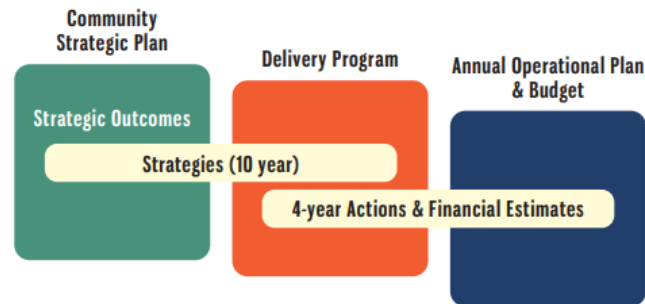 Community
Strategic Plan
Delivery Program
Annual Operational Plan
& Budget
Strategic Outcomes
Strategies (10 year)
4-year Actions & Financial Estimates